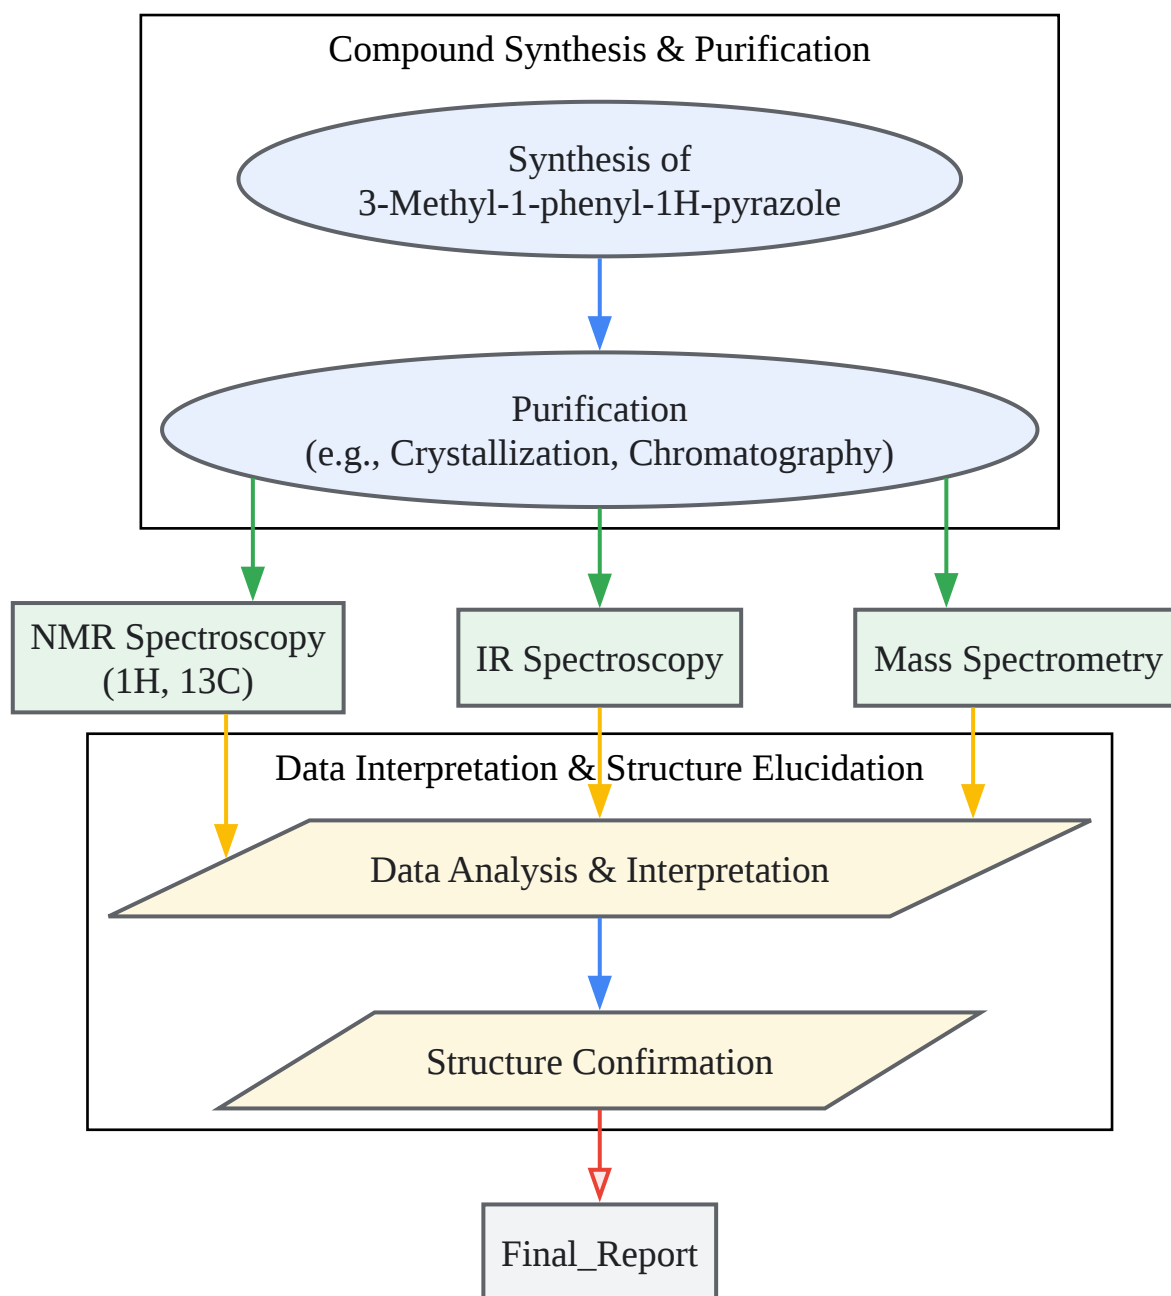 Compound Synthesis & Purification
Synthesis of
3-Methyl-1-phenyl-1H-pyrazole
Purification
(e.g., Crystallization, Chromatography)
NMR Spectroscopy
(1H, 13C)
IR Spectroscopy
Mass Spectrometry
Data Interpretation & Structure Elucidation
Data Analysis & Interpretation
Structure Confirmation
Final_Report